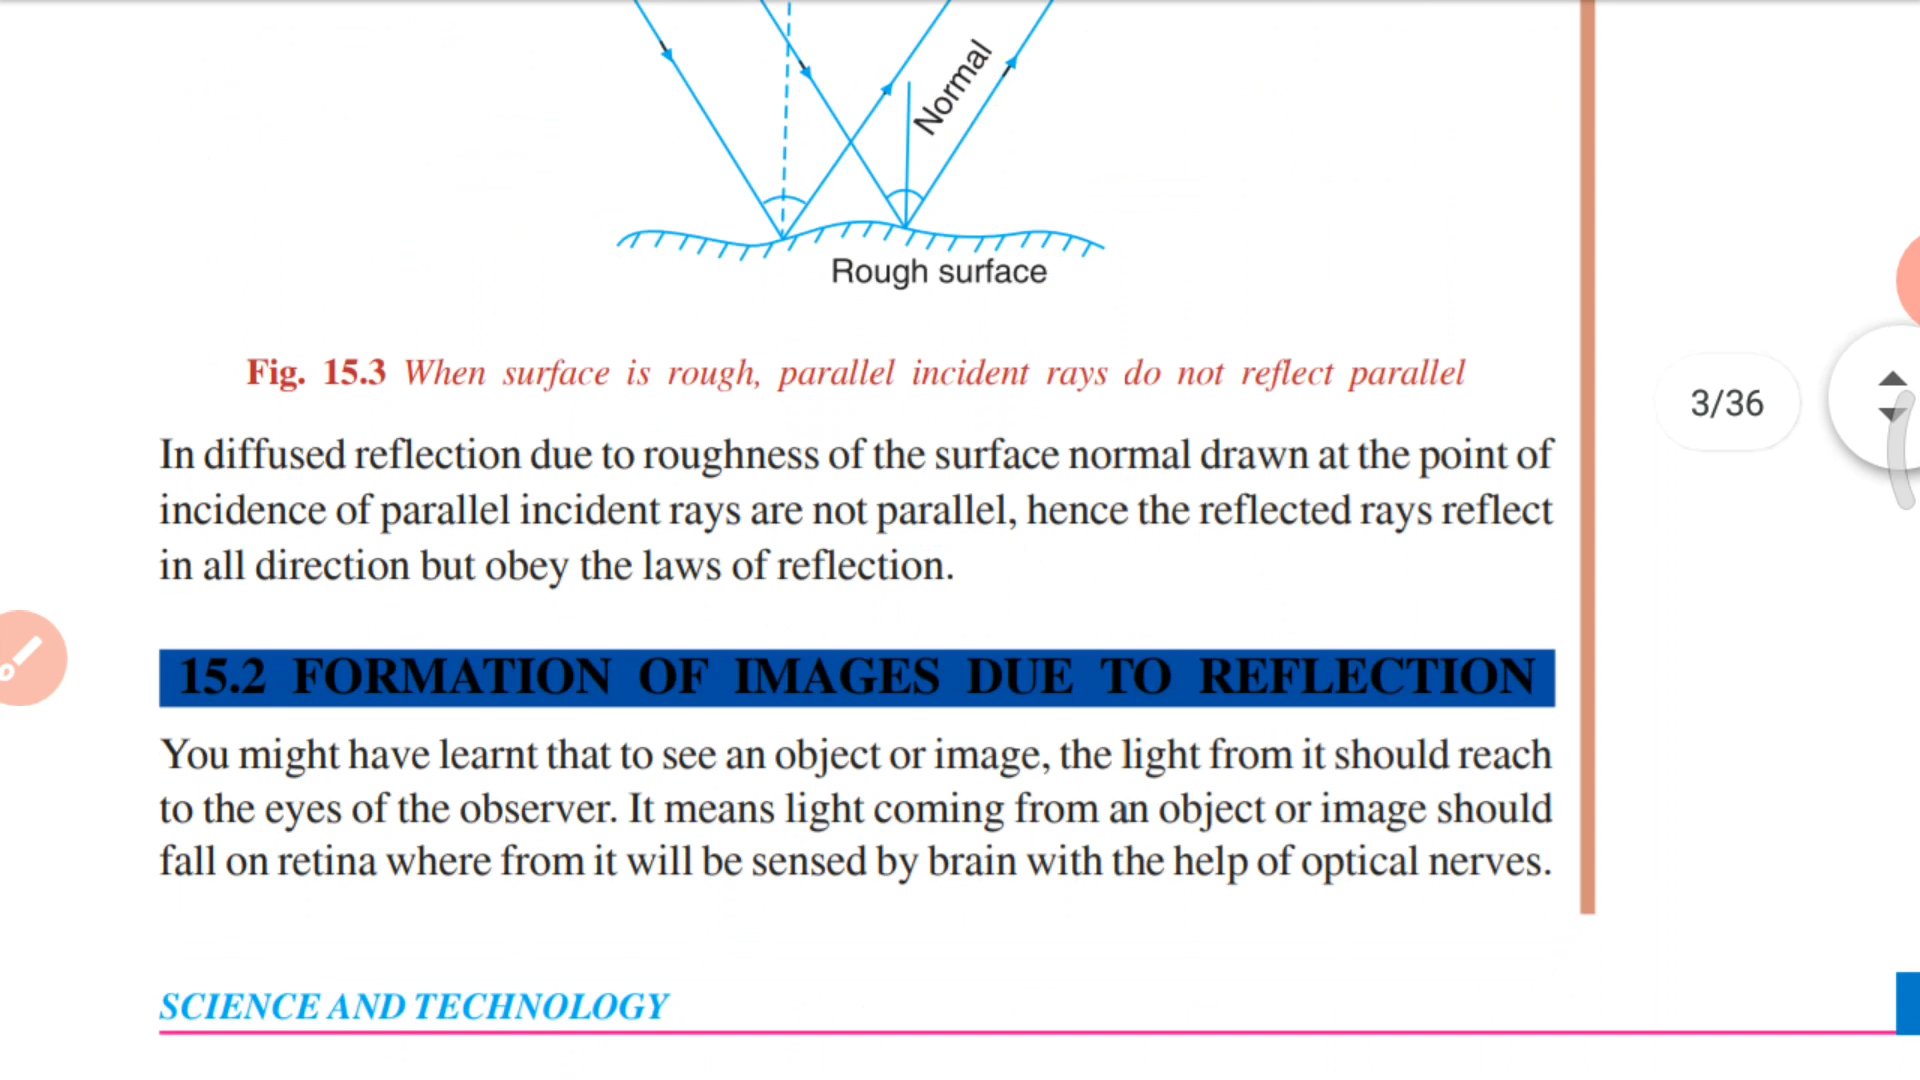 Normal
Rough surface
Fig. 15.3 When surface is rough, parallel incident rays do not reflect parallel
3/36
In diffused reflection due to roughness of the surface normal drawn at the point of
incidence of parallel incident rays are not parallel, hence the reflected rays reflect
in all direction but obey the laws of reflection.
15.2 FORMATION OF IMAGES DUE TO REFLECTION
You might have learnt that to see an object or image, the light from it should reach
to the eyes of the observer. It means light coming from an object or image should
fall on retina where from it will be sensed by brain with the help of optical nerves.
SCIENCE AND TECHNOLOGY